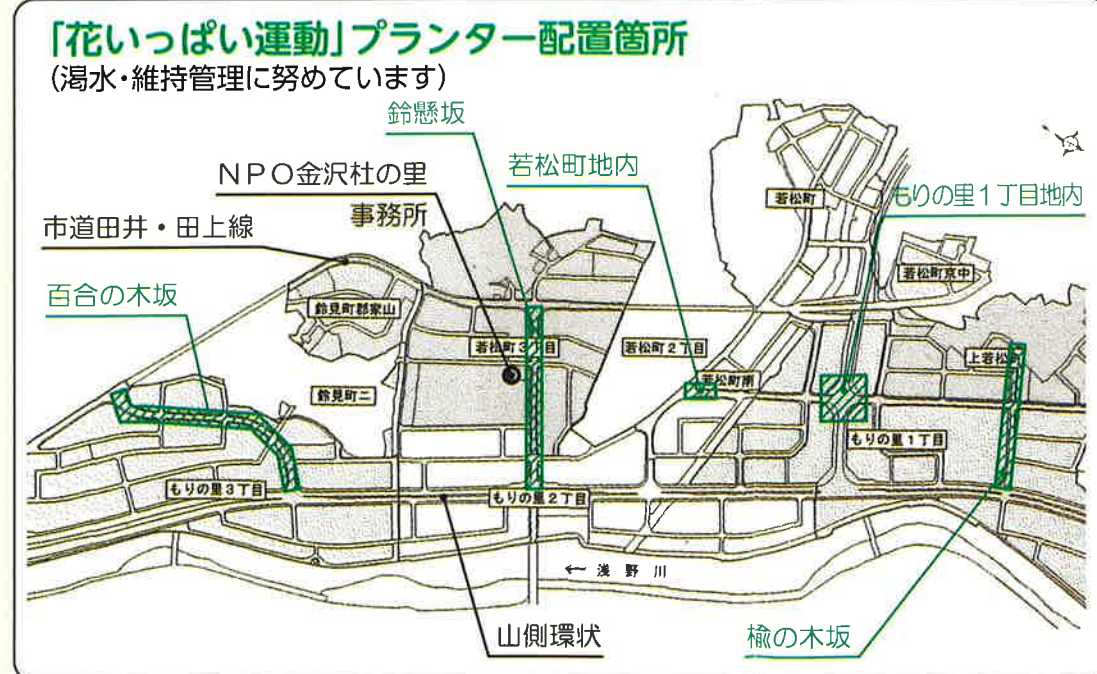 「花いっぱい運動」プランター配置箇所
(渇水・維持管理に努めています)
鈴懸坂
若松町地内
NPO金沢杜の里
事務所
もりの里1丁目地内
市道田井・田上線
百合の木坂
若松町
若松町京中
鈴見町郡家山
若松町3丁目
若松町2丁目
上若松町
若松町南
鈴見町二
もりの里1丁目
もりの里3丁目
もりの里2丁目
← 浅野川
山側環状
楡の木坂